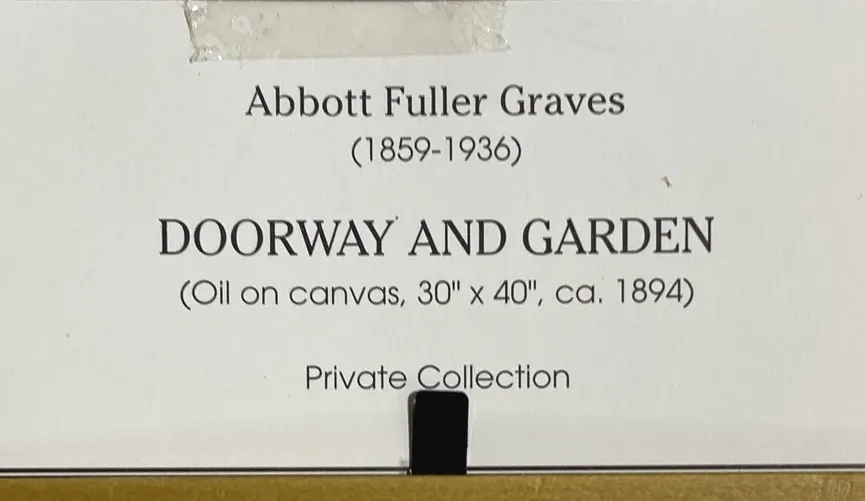 Abbott Fuller Graves
(1859-1936)
DOORWAY AND GARDEN
(Oil on canvas, 30" x 40", ca. 1894)
Private Collection